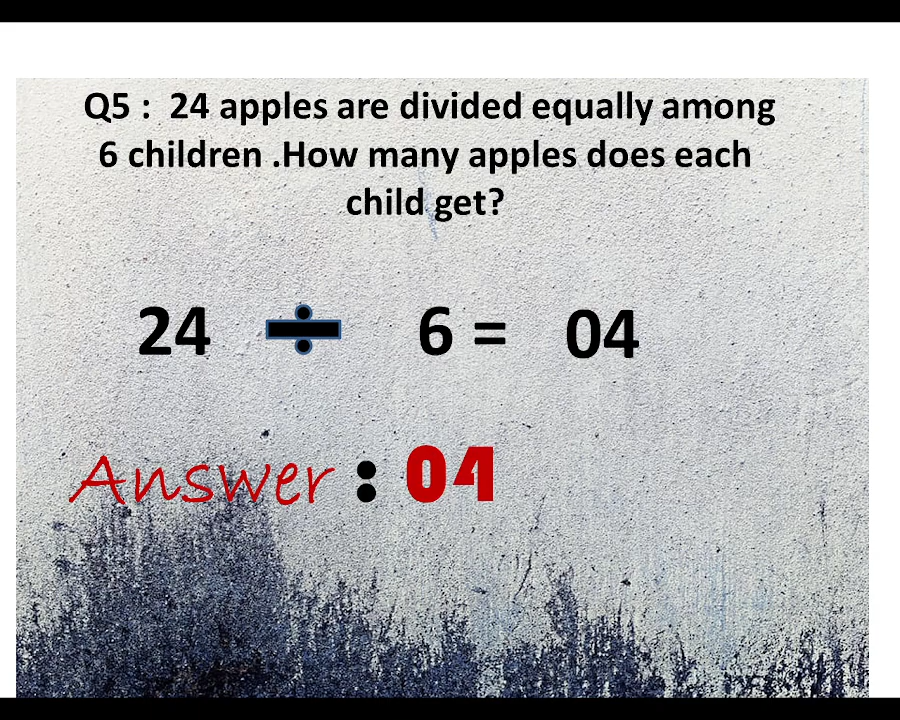 Q5 :  24 apples are divided equally among
6 children .How many apples does each
child get?
24 ÷ 6 = 04
Answer : 04